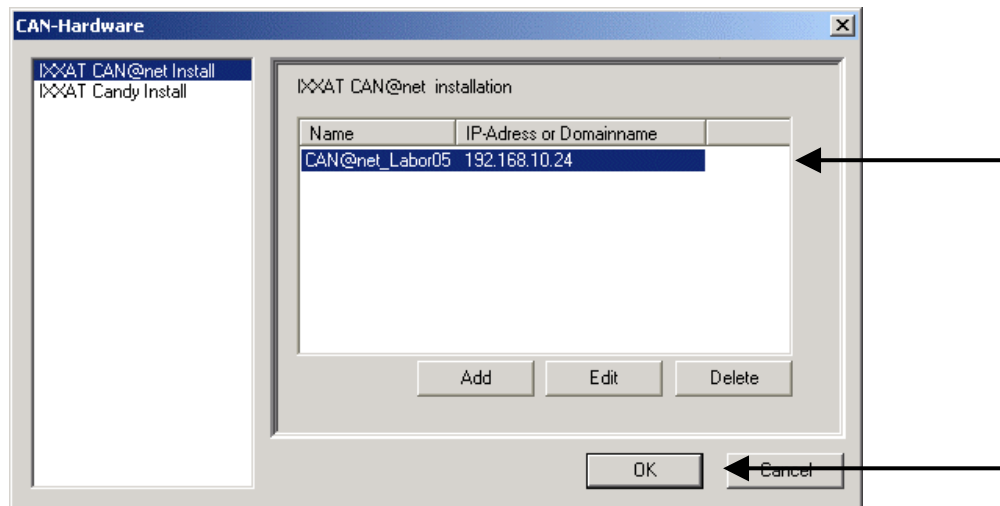 CAN-Hardware
IXXAT CAN@net Install
IXXAT Candy Install
IXXAT CAN@net installation
Name IP-Adress or Domainname
CAN@net_Labor05 192.168.10.24
Add Edit Delete
OK Cancel